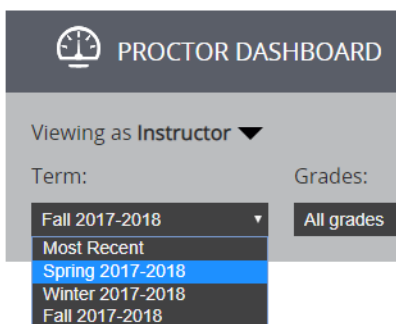 PROCTOR DASHBOARD
Viewing as Instructor
Term: Grades:
Fall 2017-2018 All grades
Most Recent
Spring 2017-2018
Winter 2017-2018
Fall 2017-2018